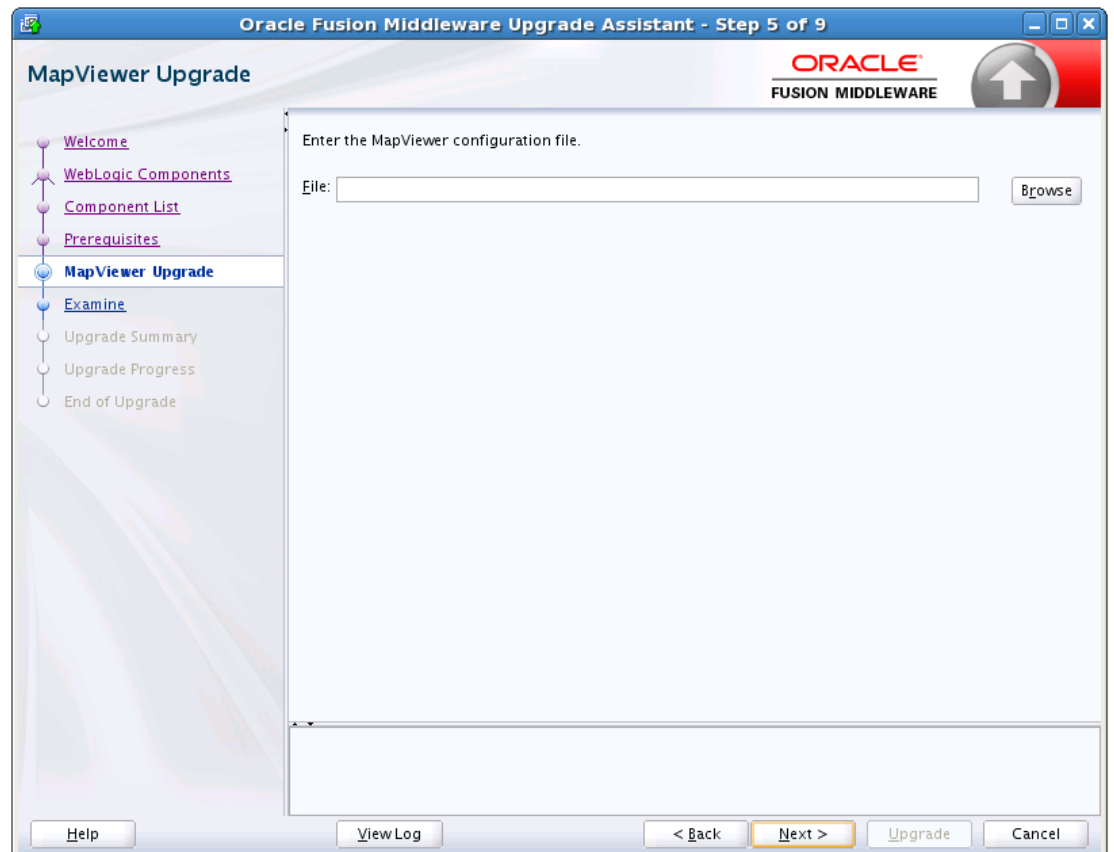 Oracle Fusion Middleware Upgrade Assistant - Step 5 of 9
MapViewer Upgrade
ORACLE
FUSION MIDDLEWARE
Welcome
WebLogic Components
Component List
Prerequisites
MapViewer Upgrade
Examine
Upgrade Summary
Upgrade Progress
End of Upgrade
Enter the MapViewer configuration file.
File:
Browse
Help
View Log
< Back
Next >
Upgrade
Cancel